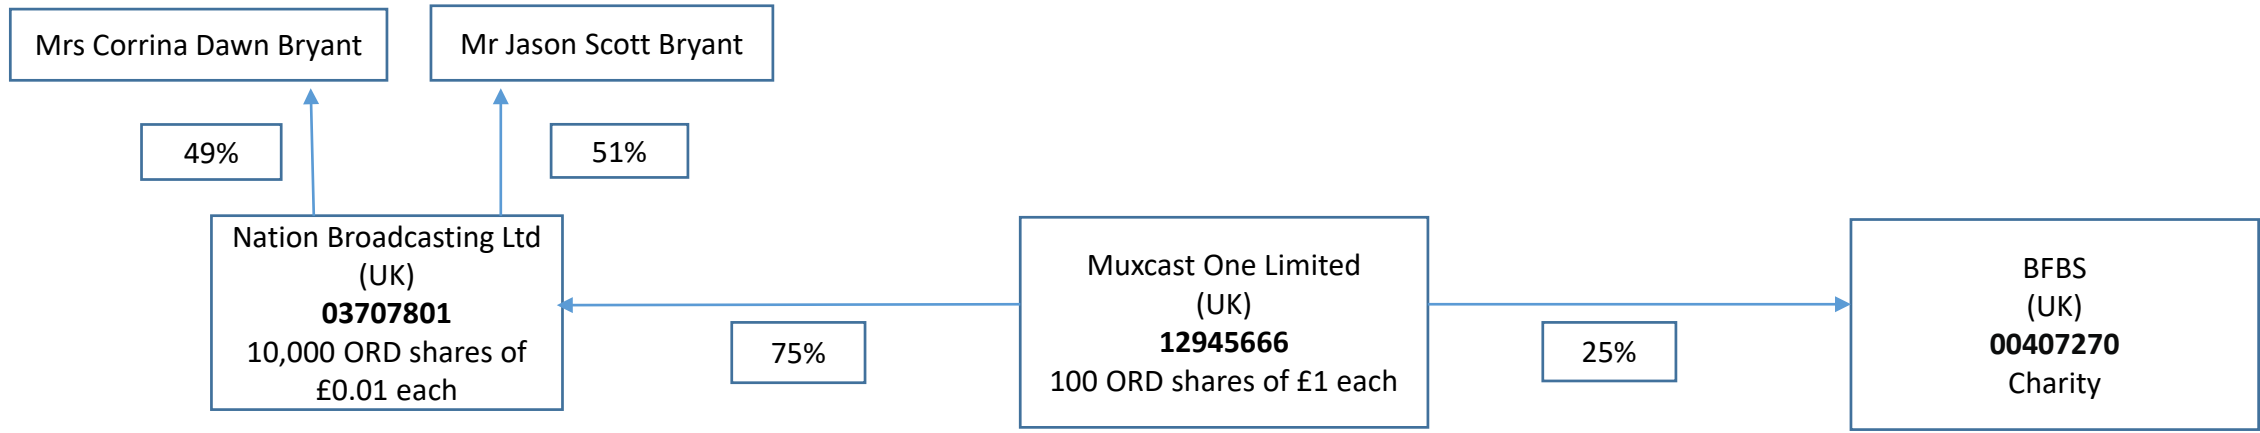 Mrs Corrina Dawn Bryant
Mr Jason Scott Bryant
49%
51%
Nation Broadcasting Ltd
(UK)
03707801
10,000 ORD shares of
£0.01 each
75%
Muxcast One Limited
(UK)
12945666
100 ORD shares of £1 each
25%
BFBS
(UK)
00407270
Charity